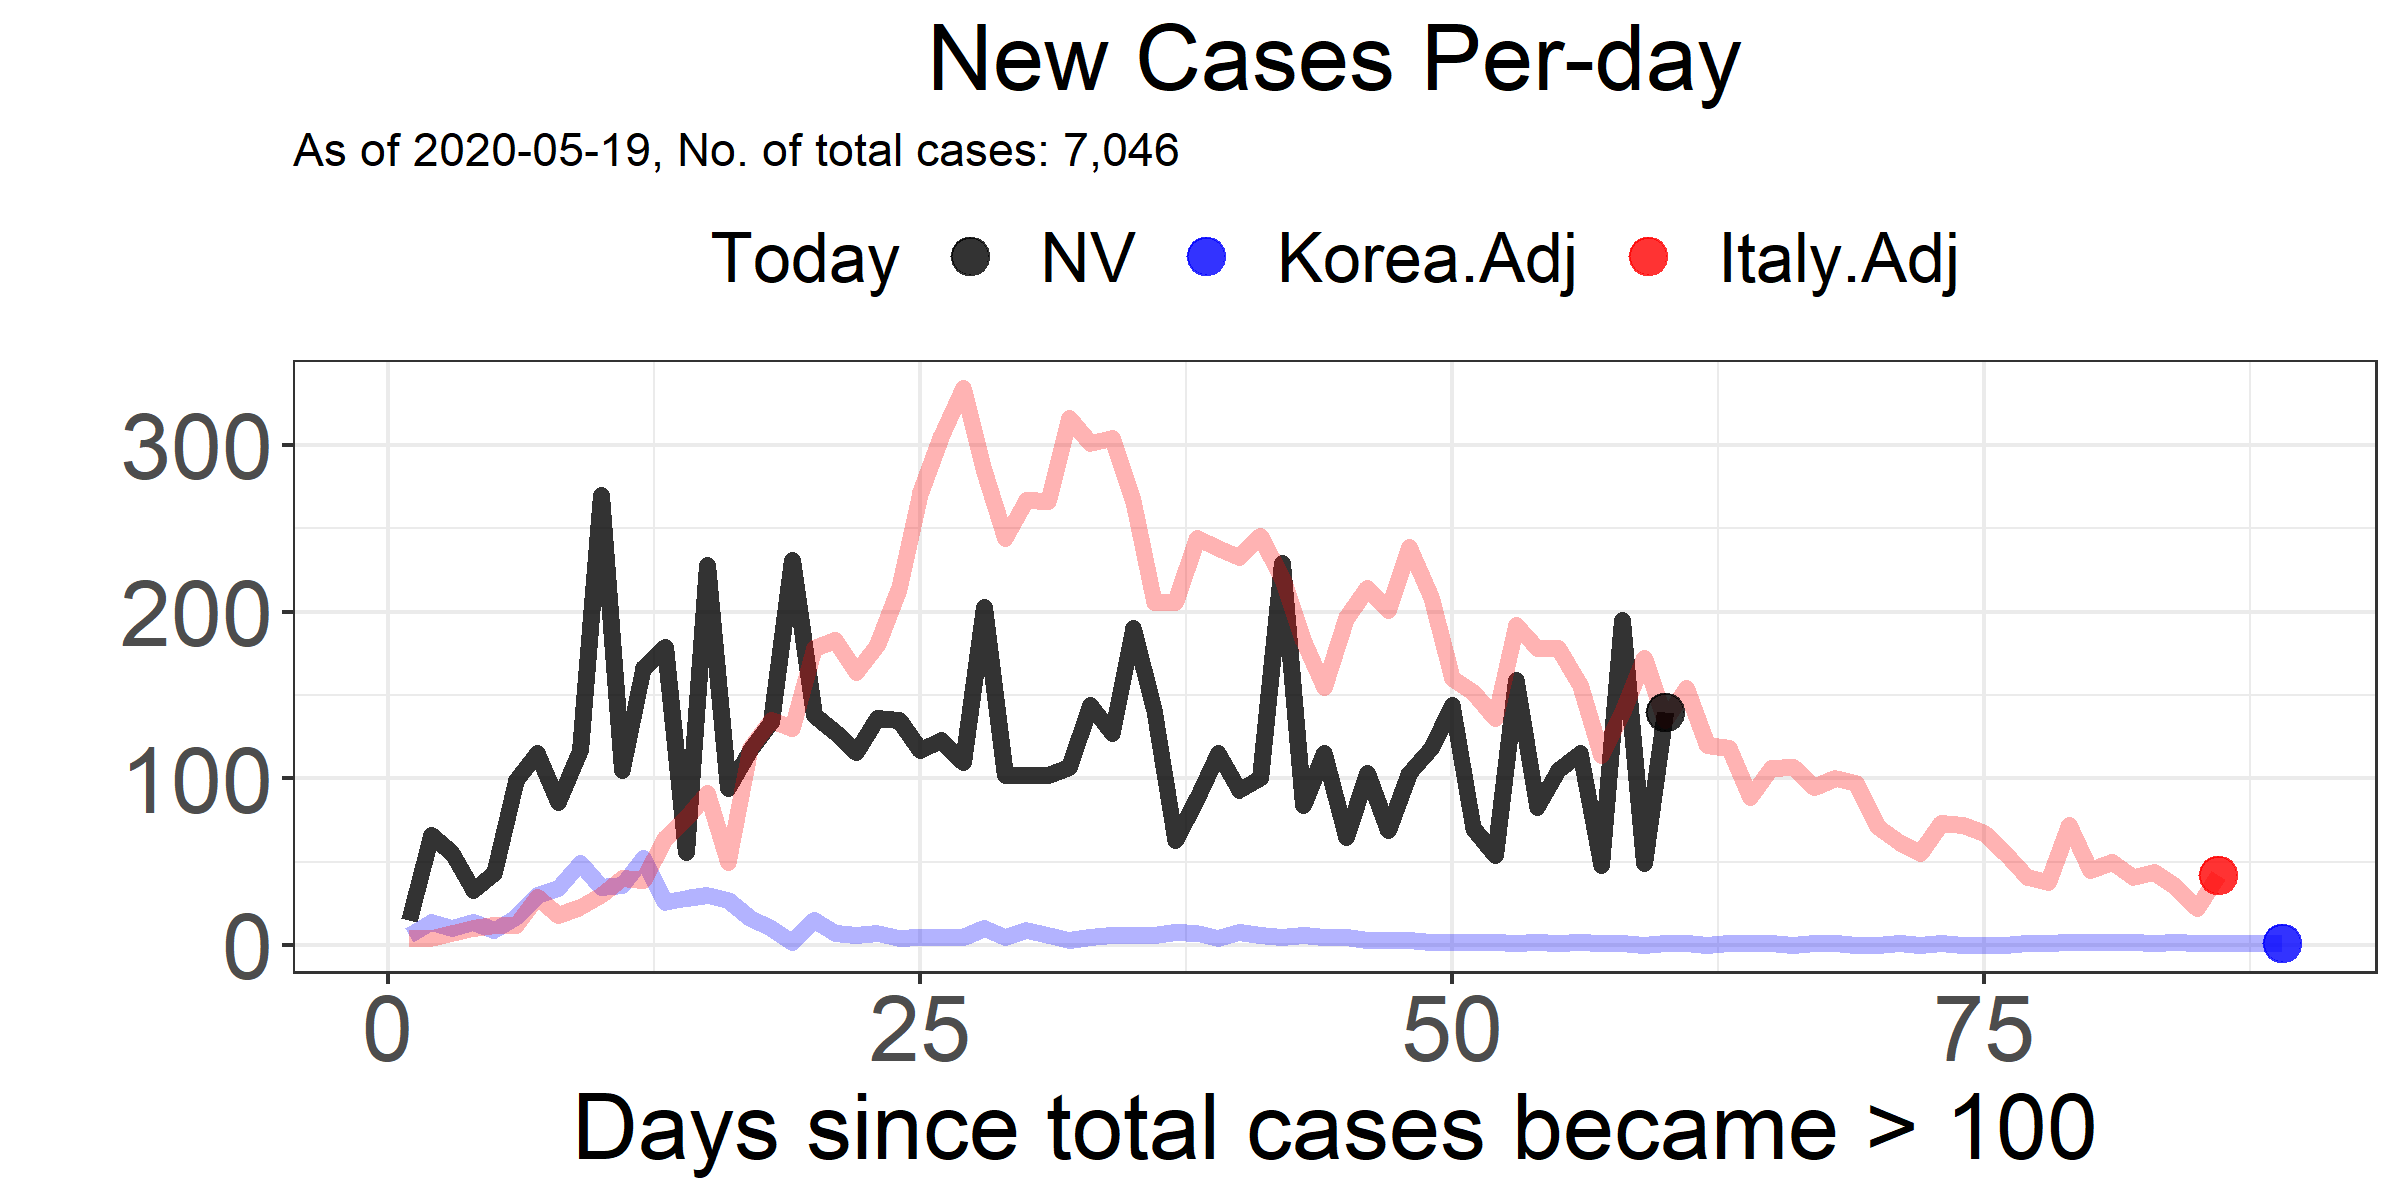 New Cases Per-day
As of 2020-05-19, No. of total cases: 7,046
Today NV Korea.Adj Italy.Adj
300
200
100
0
0 25 50 75
Days since total cases became > 100